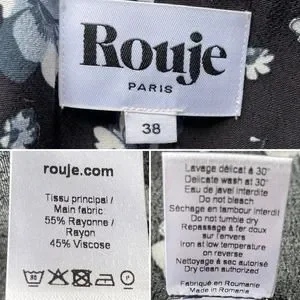 Rouje
PARIS
38
rouje.com
Tissu principal /
Main fabric
55% Rayonne /
Rayon
45% Viscose
Lavage délicat à 30°
Delicate wash at 30°
Eau de javel interdite
Do not bleach
Séchage en tambour interdit
Do not tumble dry
Repassage à fer doux
sur l'envers
Iron at low temperature
on reverse
Nettoyage à sec autorisé
Dry clean authorized
Fabriqué en Roumanie
Made in Romania